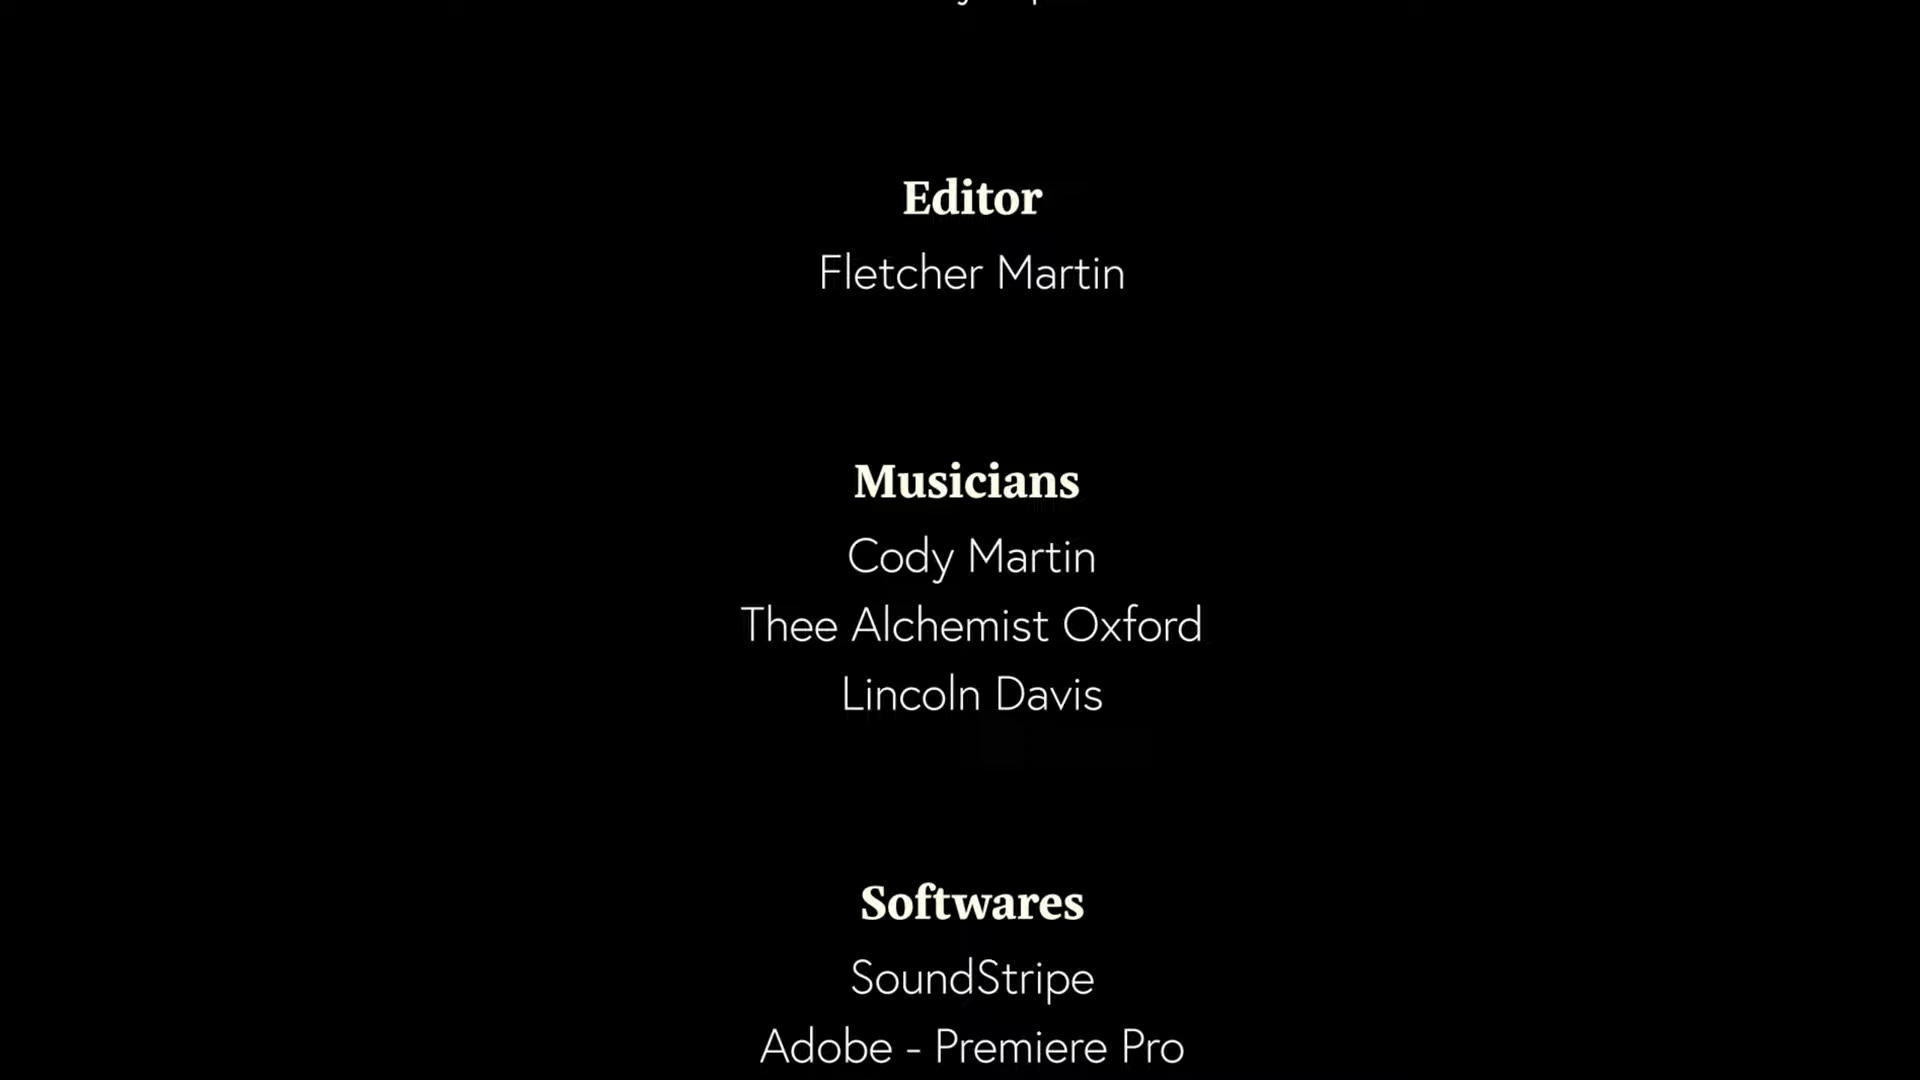 Editor
Fletcher Martin
Musicians
Cody Martin
Thee Alchemist Oxford
Lincoln Davis
Softwares
SoundStripe
Adobe - Premiere Pro